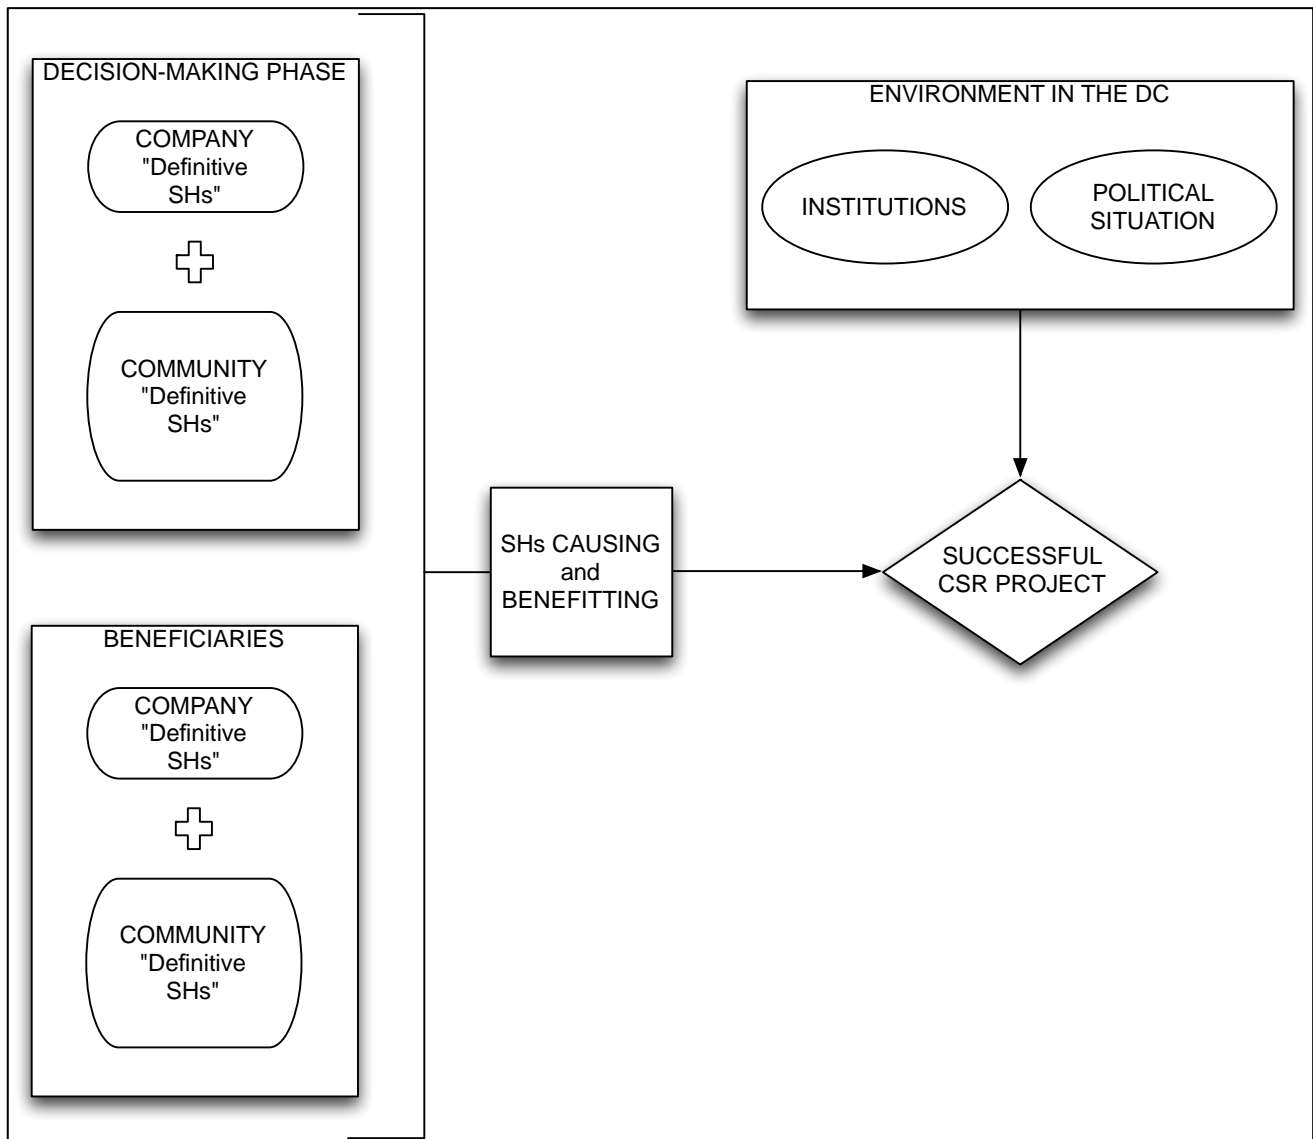 DECISION-MAKING PHASE
COMPANY
"Definitive
SHs"
COMMUNITY
"Definitive
SHs"
BENEFICIARIES
COMPANY
"Definitive
SHs"
COMMUNITY
"Definitive
SHs"
SHs CAUSING
and
BENEFITTING
ENVIRONMENT IN THE DC
INSTITUTIONS
POLITICAL
SITUATION
SUCCESSFUL
CSR PROJECT